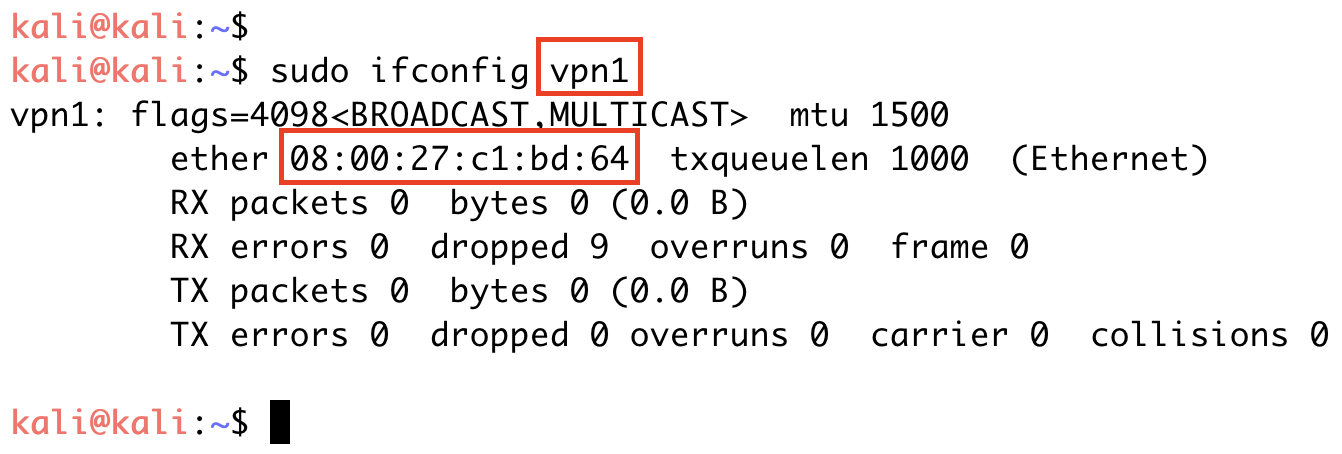 kali@kali:~$
kali@kali:~$ sudo ifconfig vpn1
vpn1: flags=4098<BROADCAST,MULTICAST>  mtu 1500
        ether 08:00:27:c1:bd:64  txqueuelen 1000  (Ethernet)
        RX packets 0  bytes 0 (0.0 B)
        RX errors 0  dropped 9  overruns 0  frame 0
        TX packets 0  bytes 0 (0.0 B)
        TX errors 0  dropped 0 overruns 0  carrier 0  collisions 0
kali@kali:~$